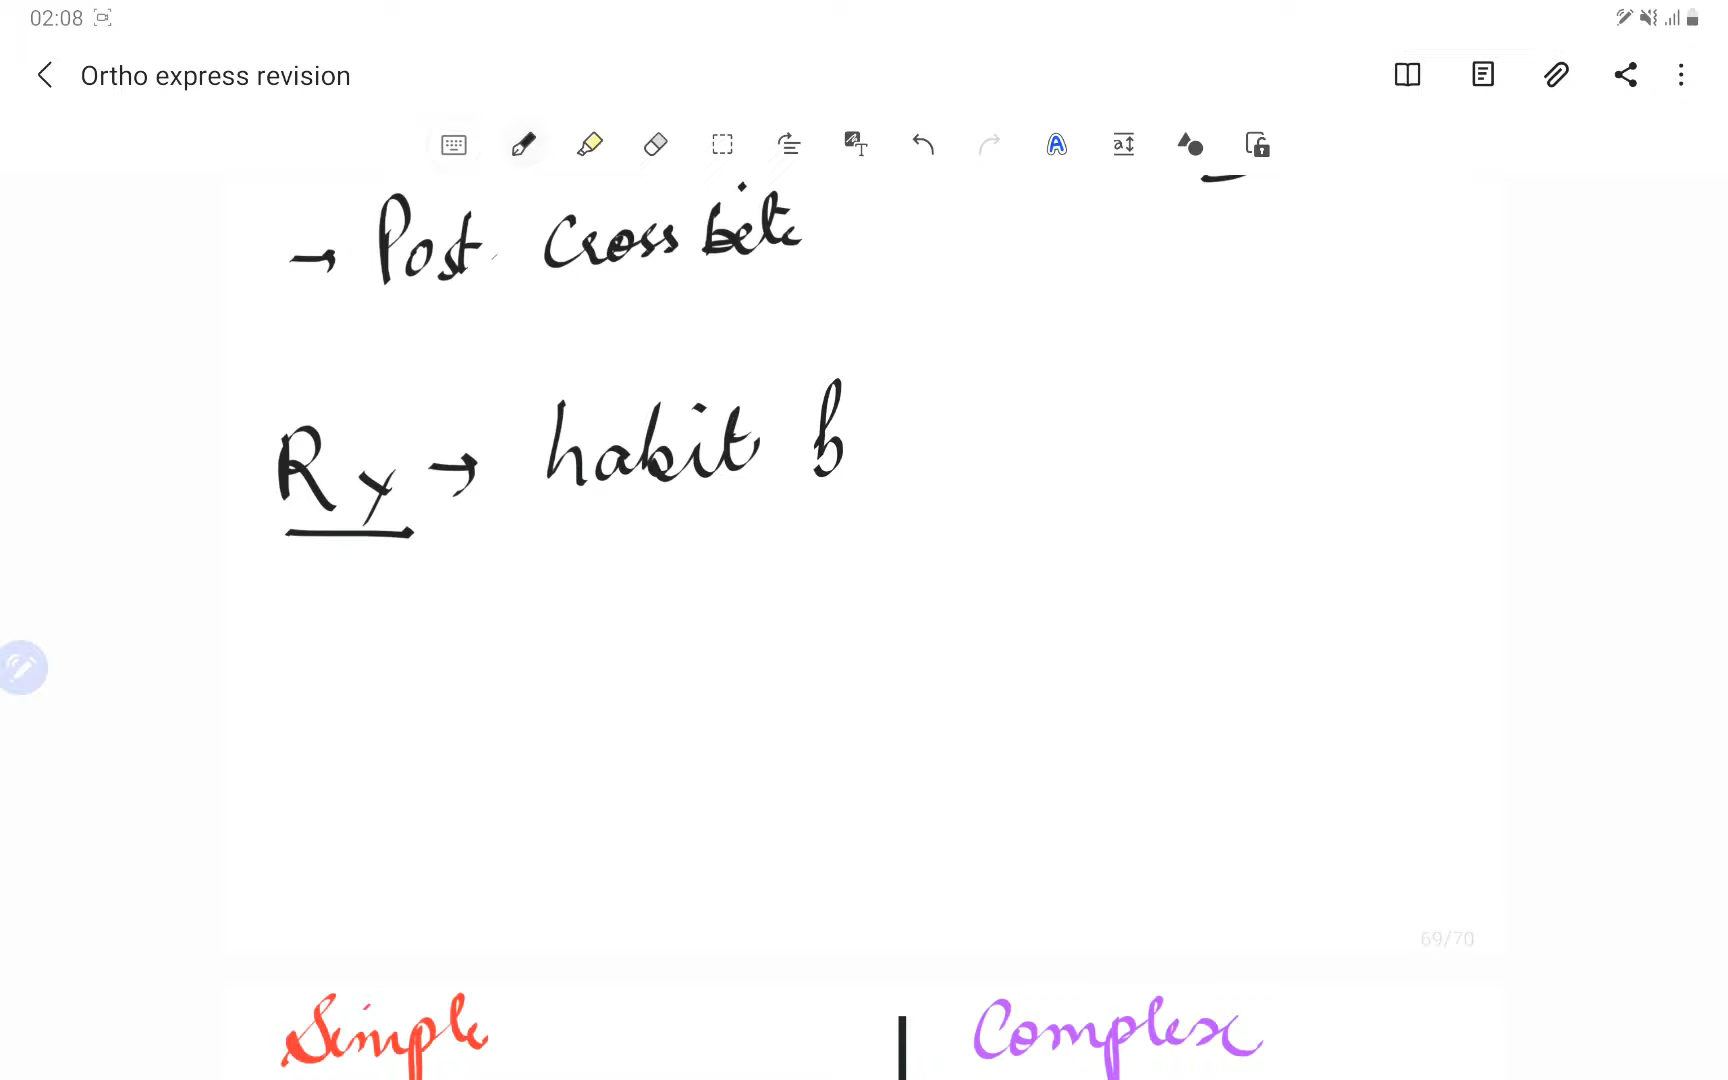 02:08
Ortho express revision
→ Post. Cross bite
Rx → habit b
69/70
Simple
Complex